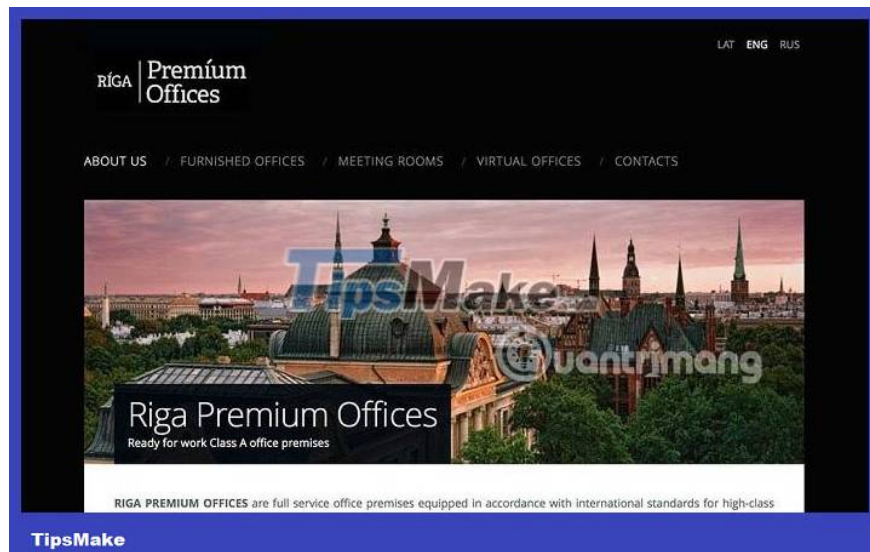 LAT ENG RUS
RÍGA Premíum
Offices
ABOUT US / FURNISHED OFFICES / MEETING ROOMS / VIRTUAL OFFICES / CONTACTS
TipsMake
Quantrimang
Riga Premium Offices
Ready for work Class A office premises
RIGA PREMIUM OFFICES are full service office premises equipped in accordance with international standards for high-class
TipsMake